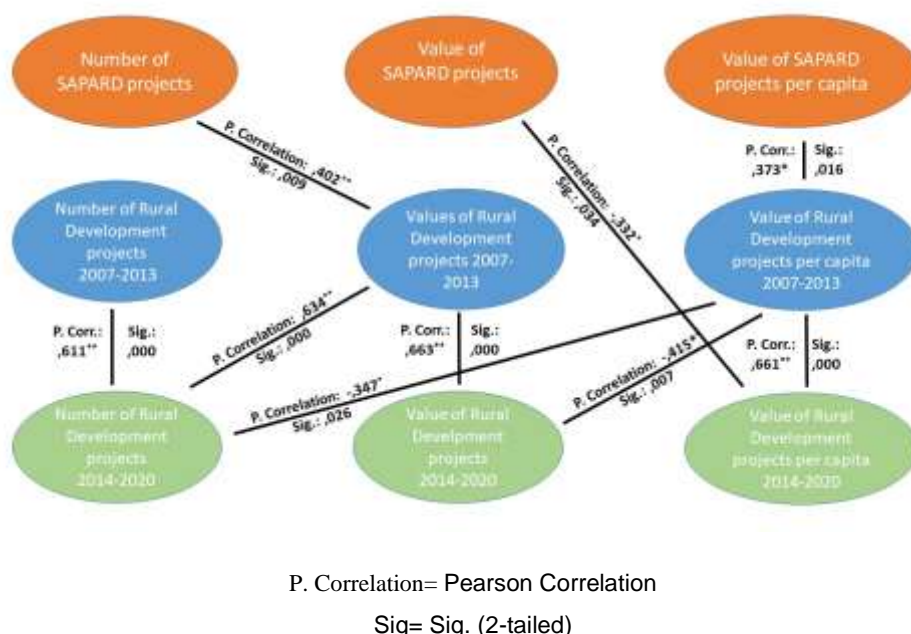 Number of
SAPARD projects
Value of
SAPARD projects
Value of SAPARD
projects per capita
P. Correlation: ,402**
Sig.: ,009
P. Correlation: -,332*
Sig.: ,034
P. Corr.:
,373*
Sig.:
,016
Number of Rural
Development
projects
2007-2013
Values of Rural
Development
projects 2007-
2013
Value of Rural
Development
projects per capita
2007-2013
P. Corr.:
,611**
Sig.:
,000
P. Correlation: ,634**
Sig.: ,000
P. Corr.:
,663**
Sig.:
,000
P. Correlation: -,347*
Sig.: ,026
P. Correlation: -,415*
Sig.: ,007
P. Corr.:
,661**
Sig.:
,000
Number of Rural
Development
projects
2014-2020
Value of Rural
Develpment
projects
2014-2020
Value of Rural
Development
projects per capita
2014-2020
P. Correlation= Pearson Correlation
Sig= Sig. (2-tailed)